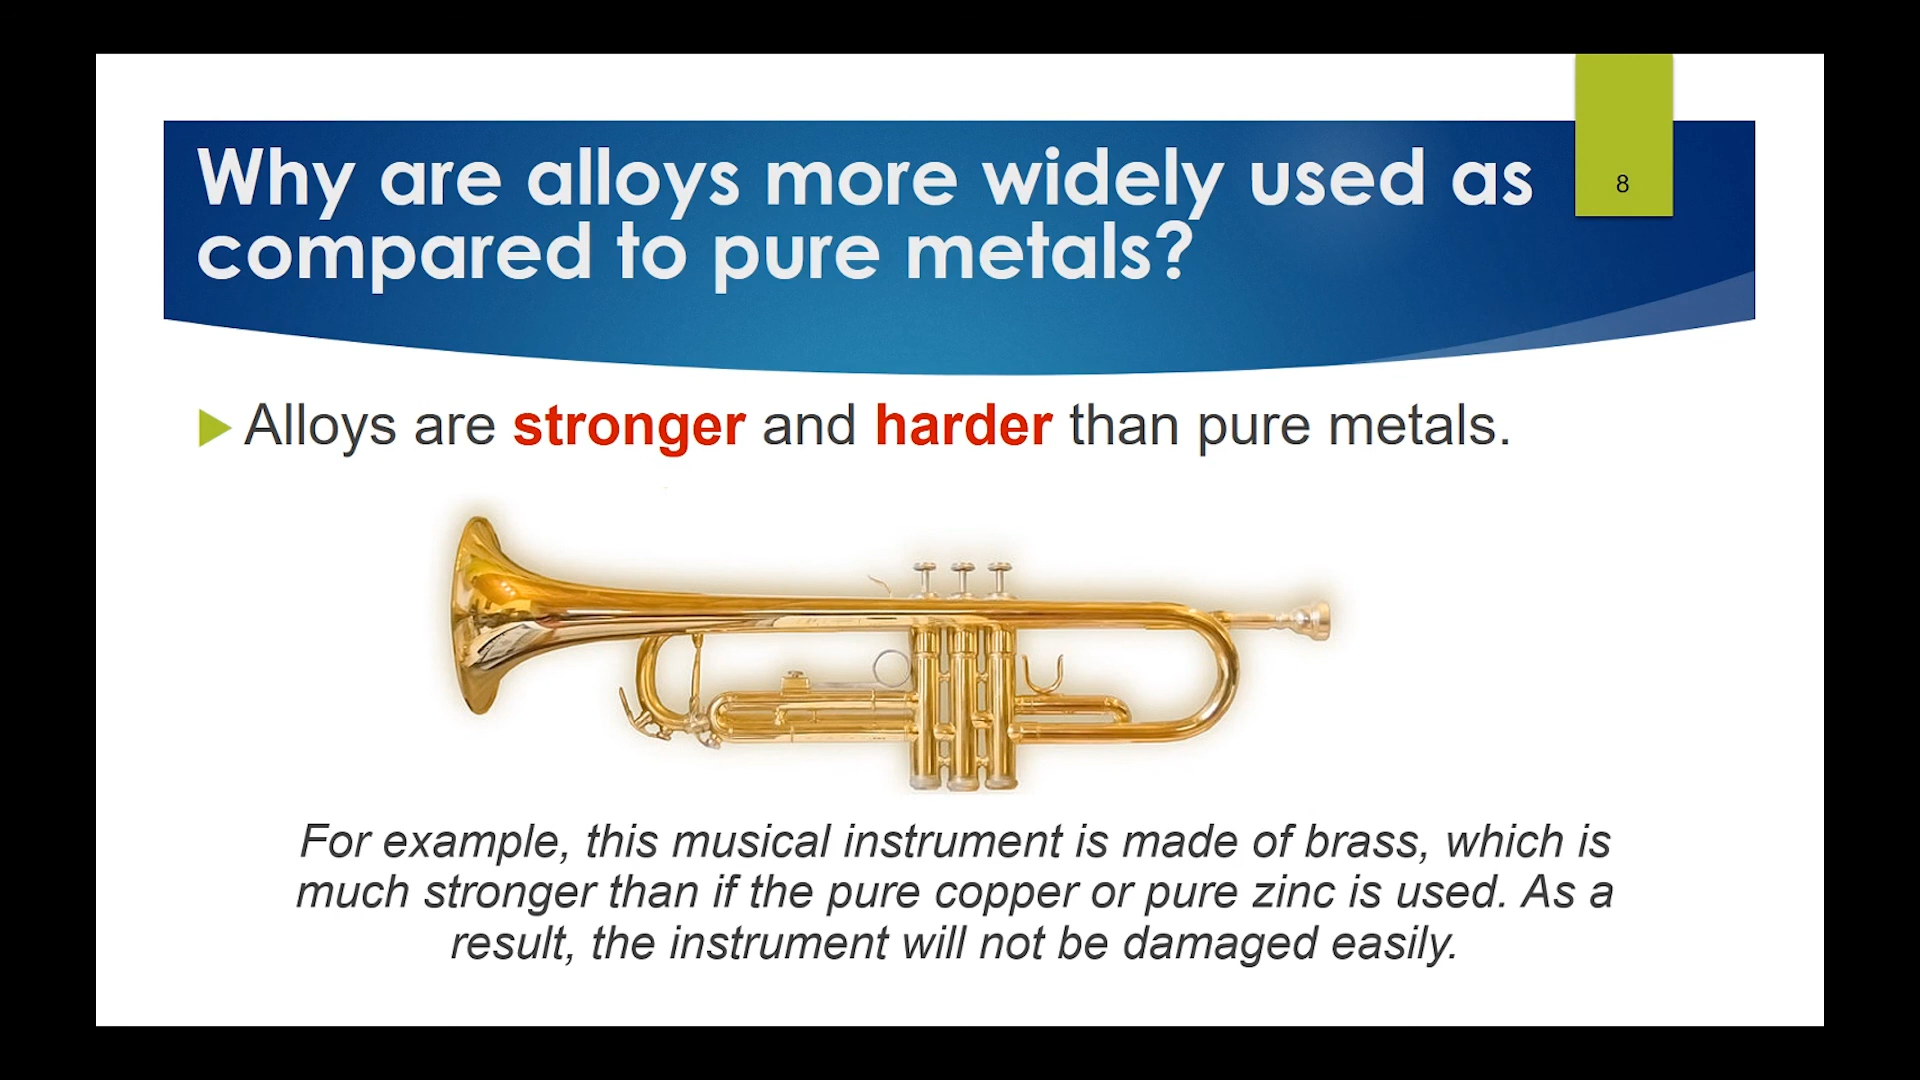 Why are alloys more widely used as
compared to pure metals?
8
Alloys are stronger and harder than pure metals.
For example, this musical instrument is made of brass, which is
much stronger than if the pure copper or pure zinc is used. As a
result, the instrument will not be damaged easily.